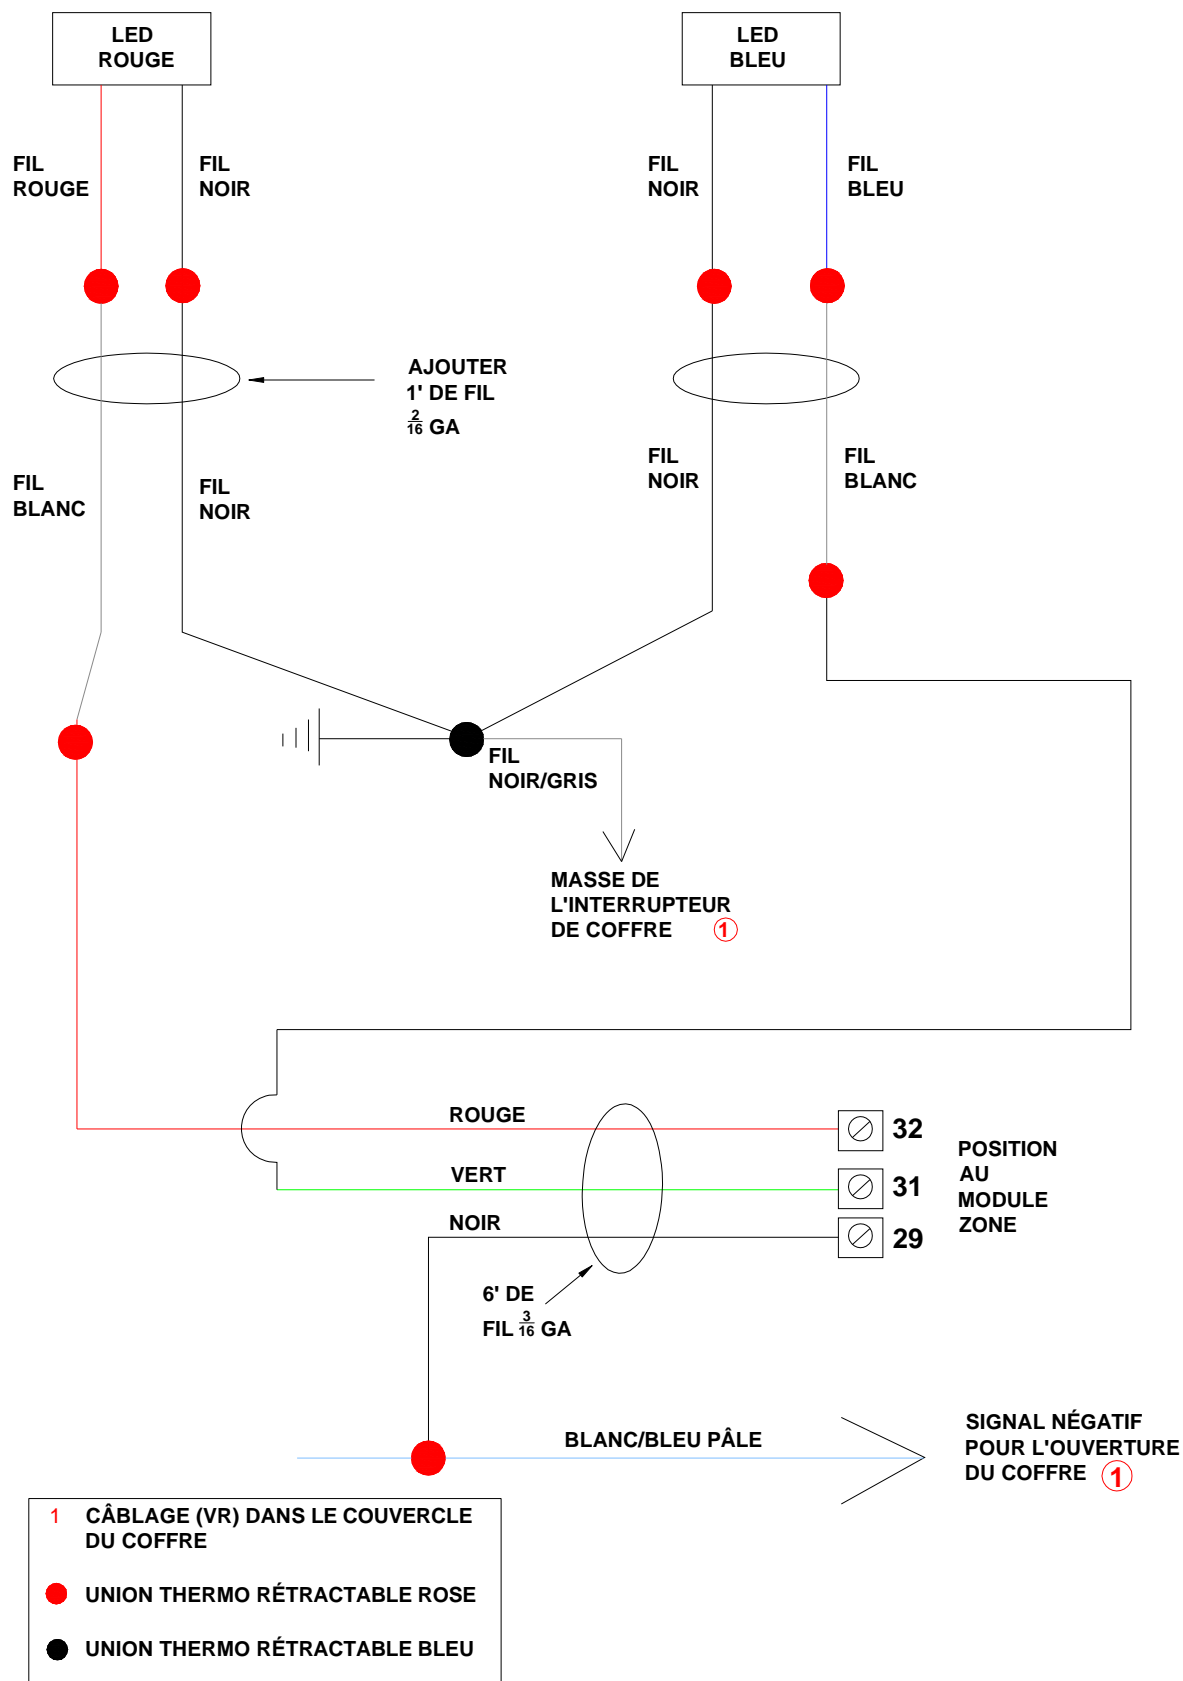 LED
ROUGE
LED
BLEU
FIL
ROUGE
FIL
NOIR
FIL
NOIR
FIL
BLEU
AJOUTER
1' DE FIL
2/16 GA
FIL
BLANC
FIL
NOIR
FIL
NOIR
FIL
BLANC
FIL
NOIR/GRIS
MASSE DE
L'INTERRUPTEUR
DE COFFRE 1
ROUGE
32
VERT
31
NOIR
29
POSITION
AU
MODULE
ZONE
6' DE
FIL 3/16 GA
BLANC/BLEU PÂLE
SIGNAL NÉGATIF
POUR L'OUVERTURE
DU COFFRE 1
1 CÂBLAGE (VR) DANS LE COUVERCLE
DU COFFRE
UNION THERMO RÉTRACTABLE ROSE
UNION THERMO RÉTRACTABLE BLEU